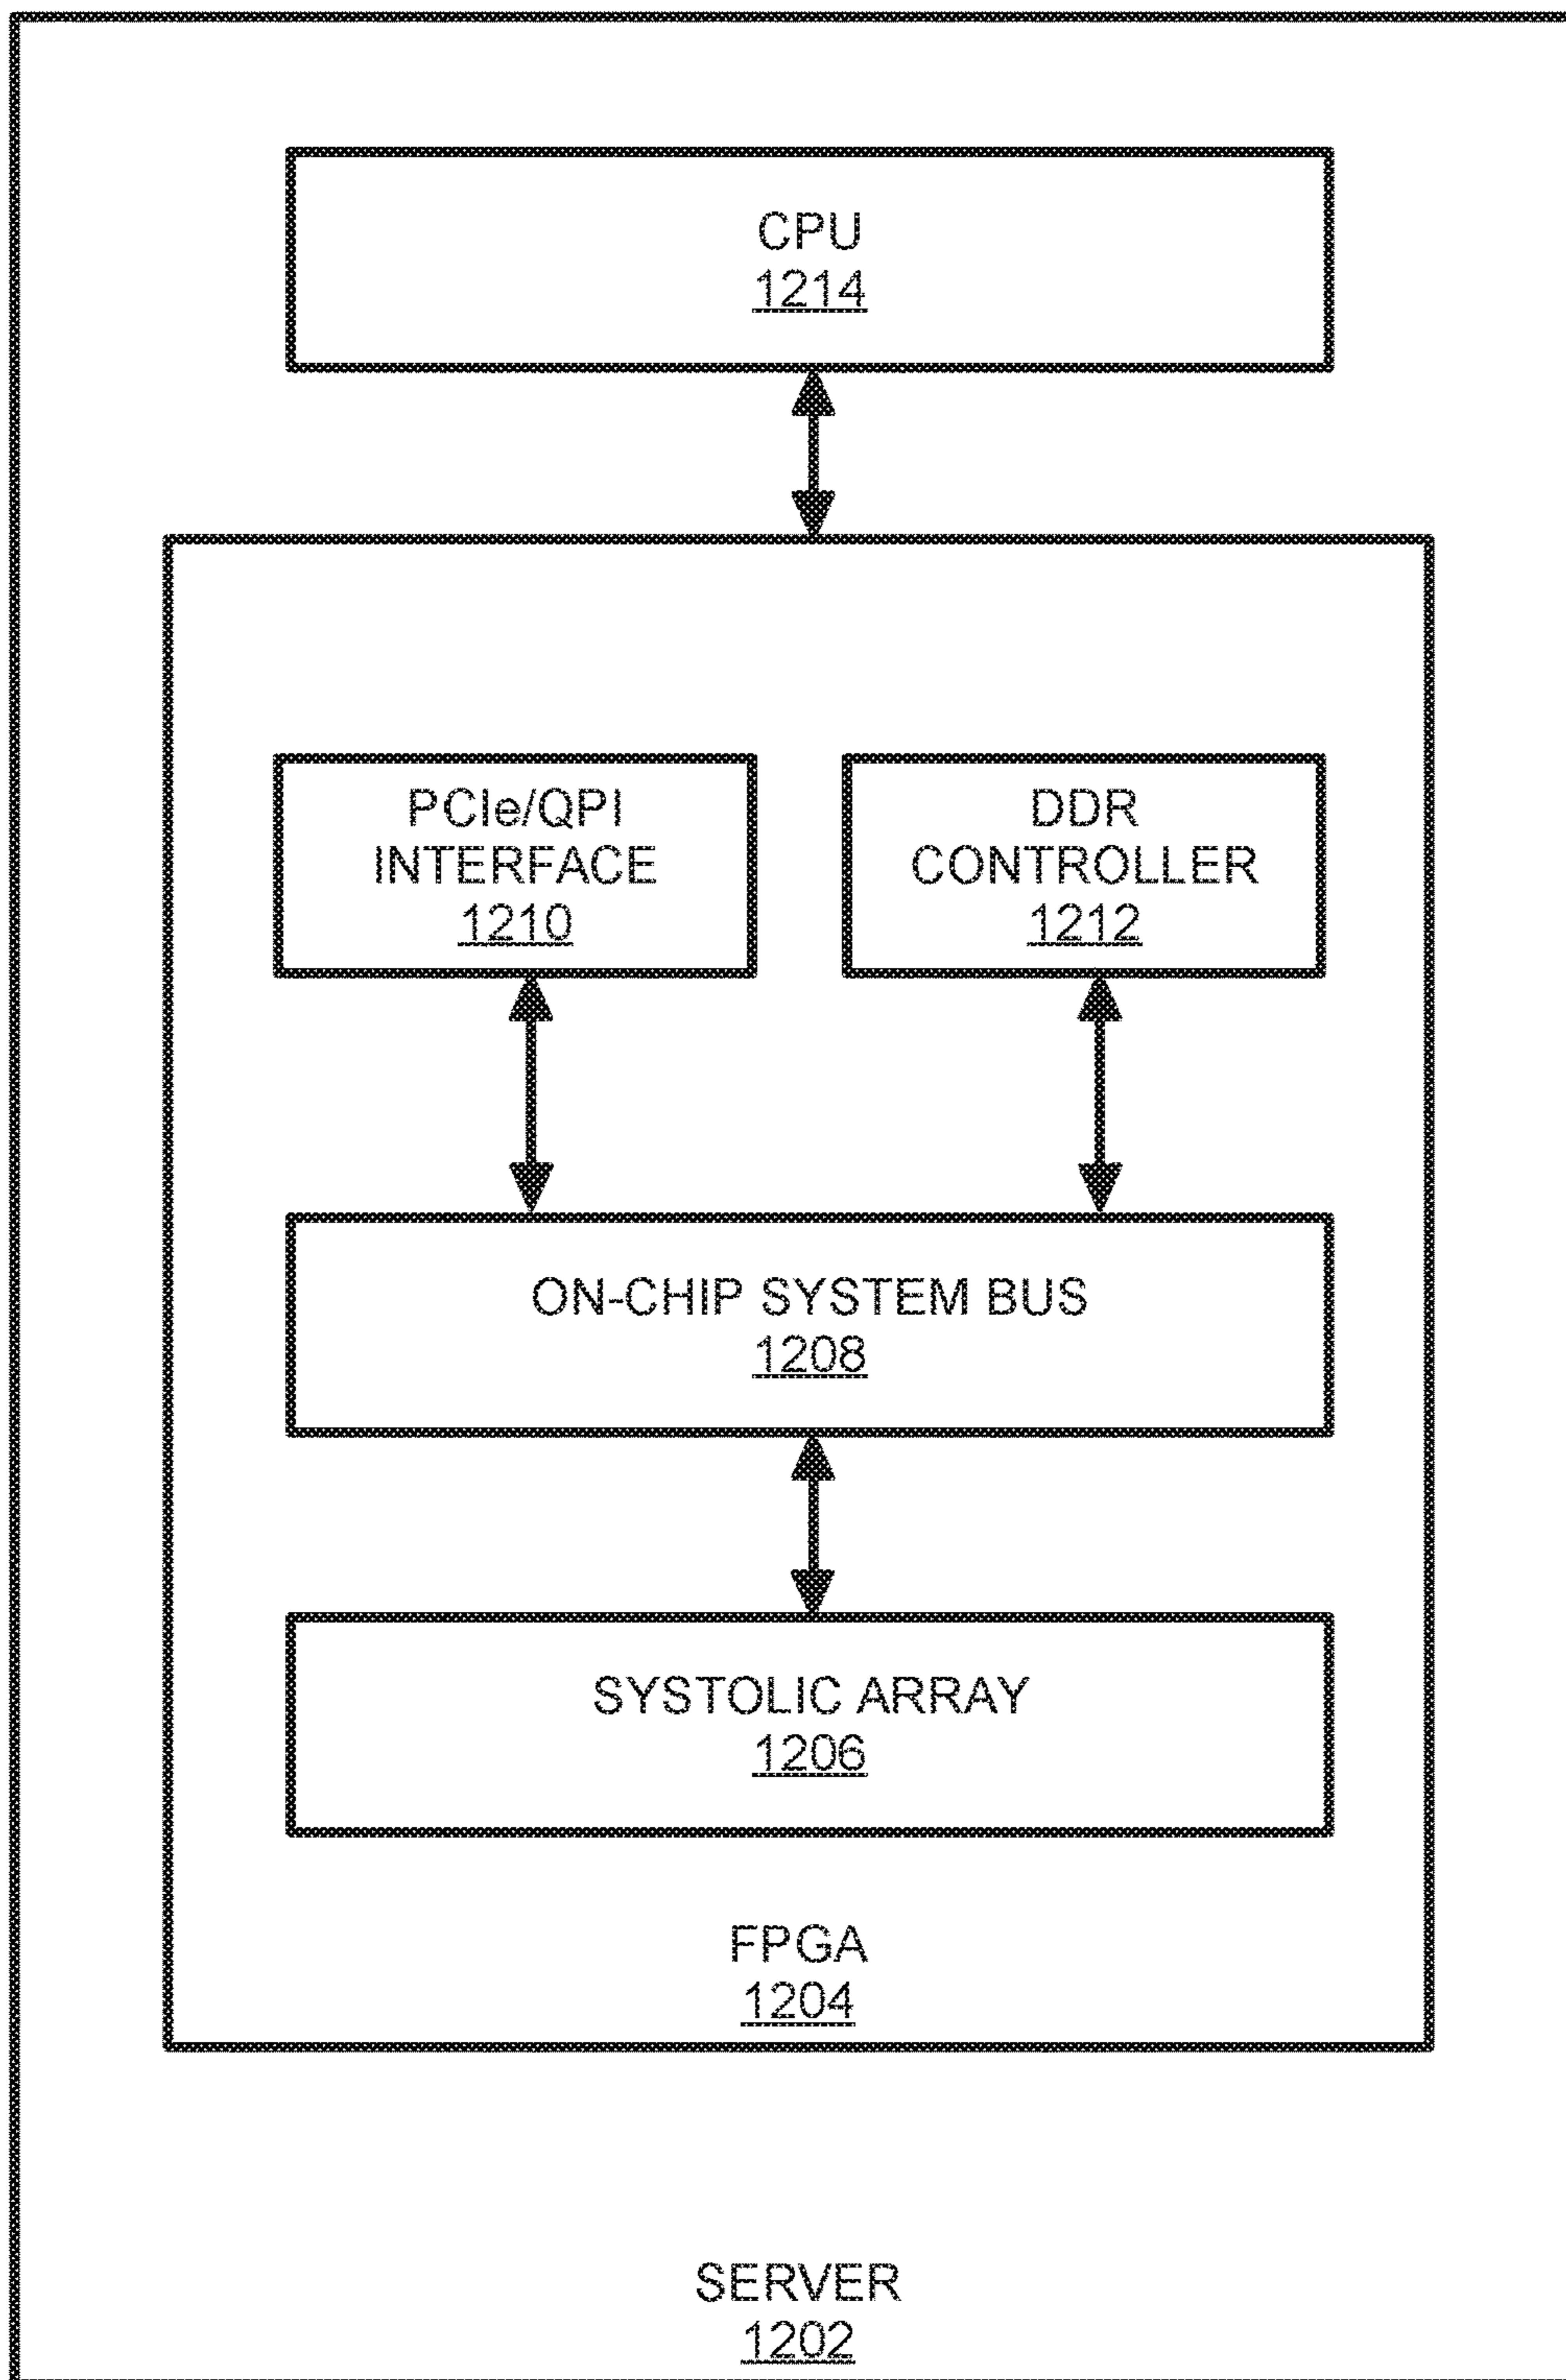 CPU
1214
PCIe/QPI
INTERFACE
1210
DDR
CONTROLLER
1212
ON-CHIP SYSTEM BUS
1208
SYSTOLIC ARRAY
1206
FPGA
1204
SERVER
1202